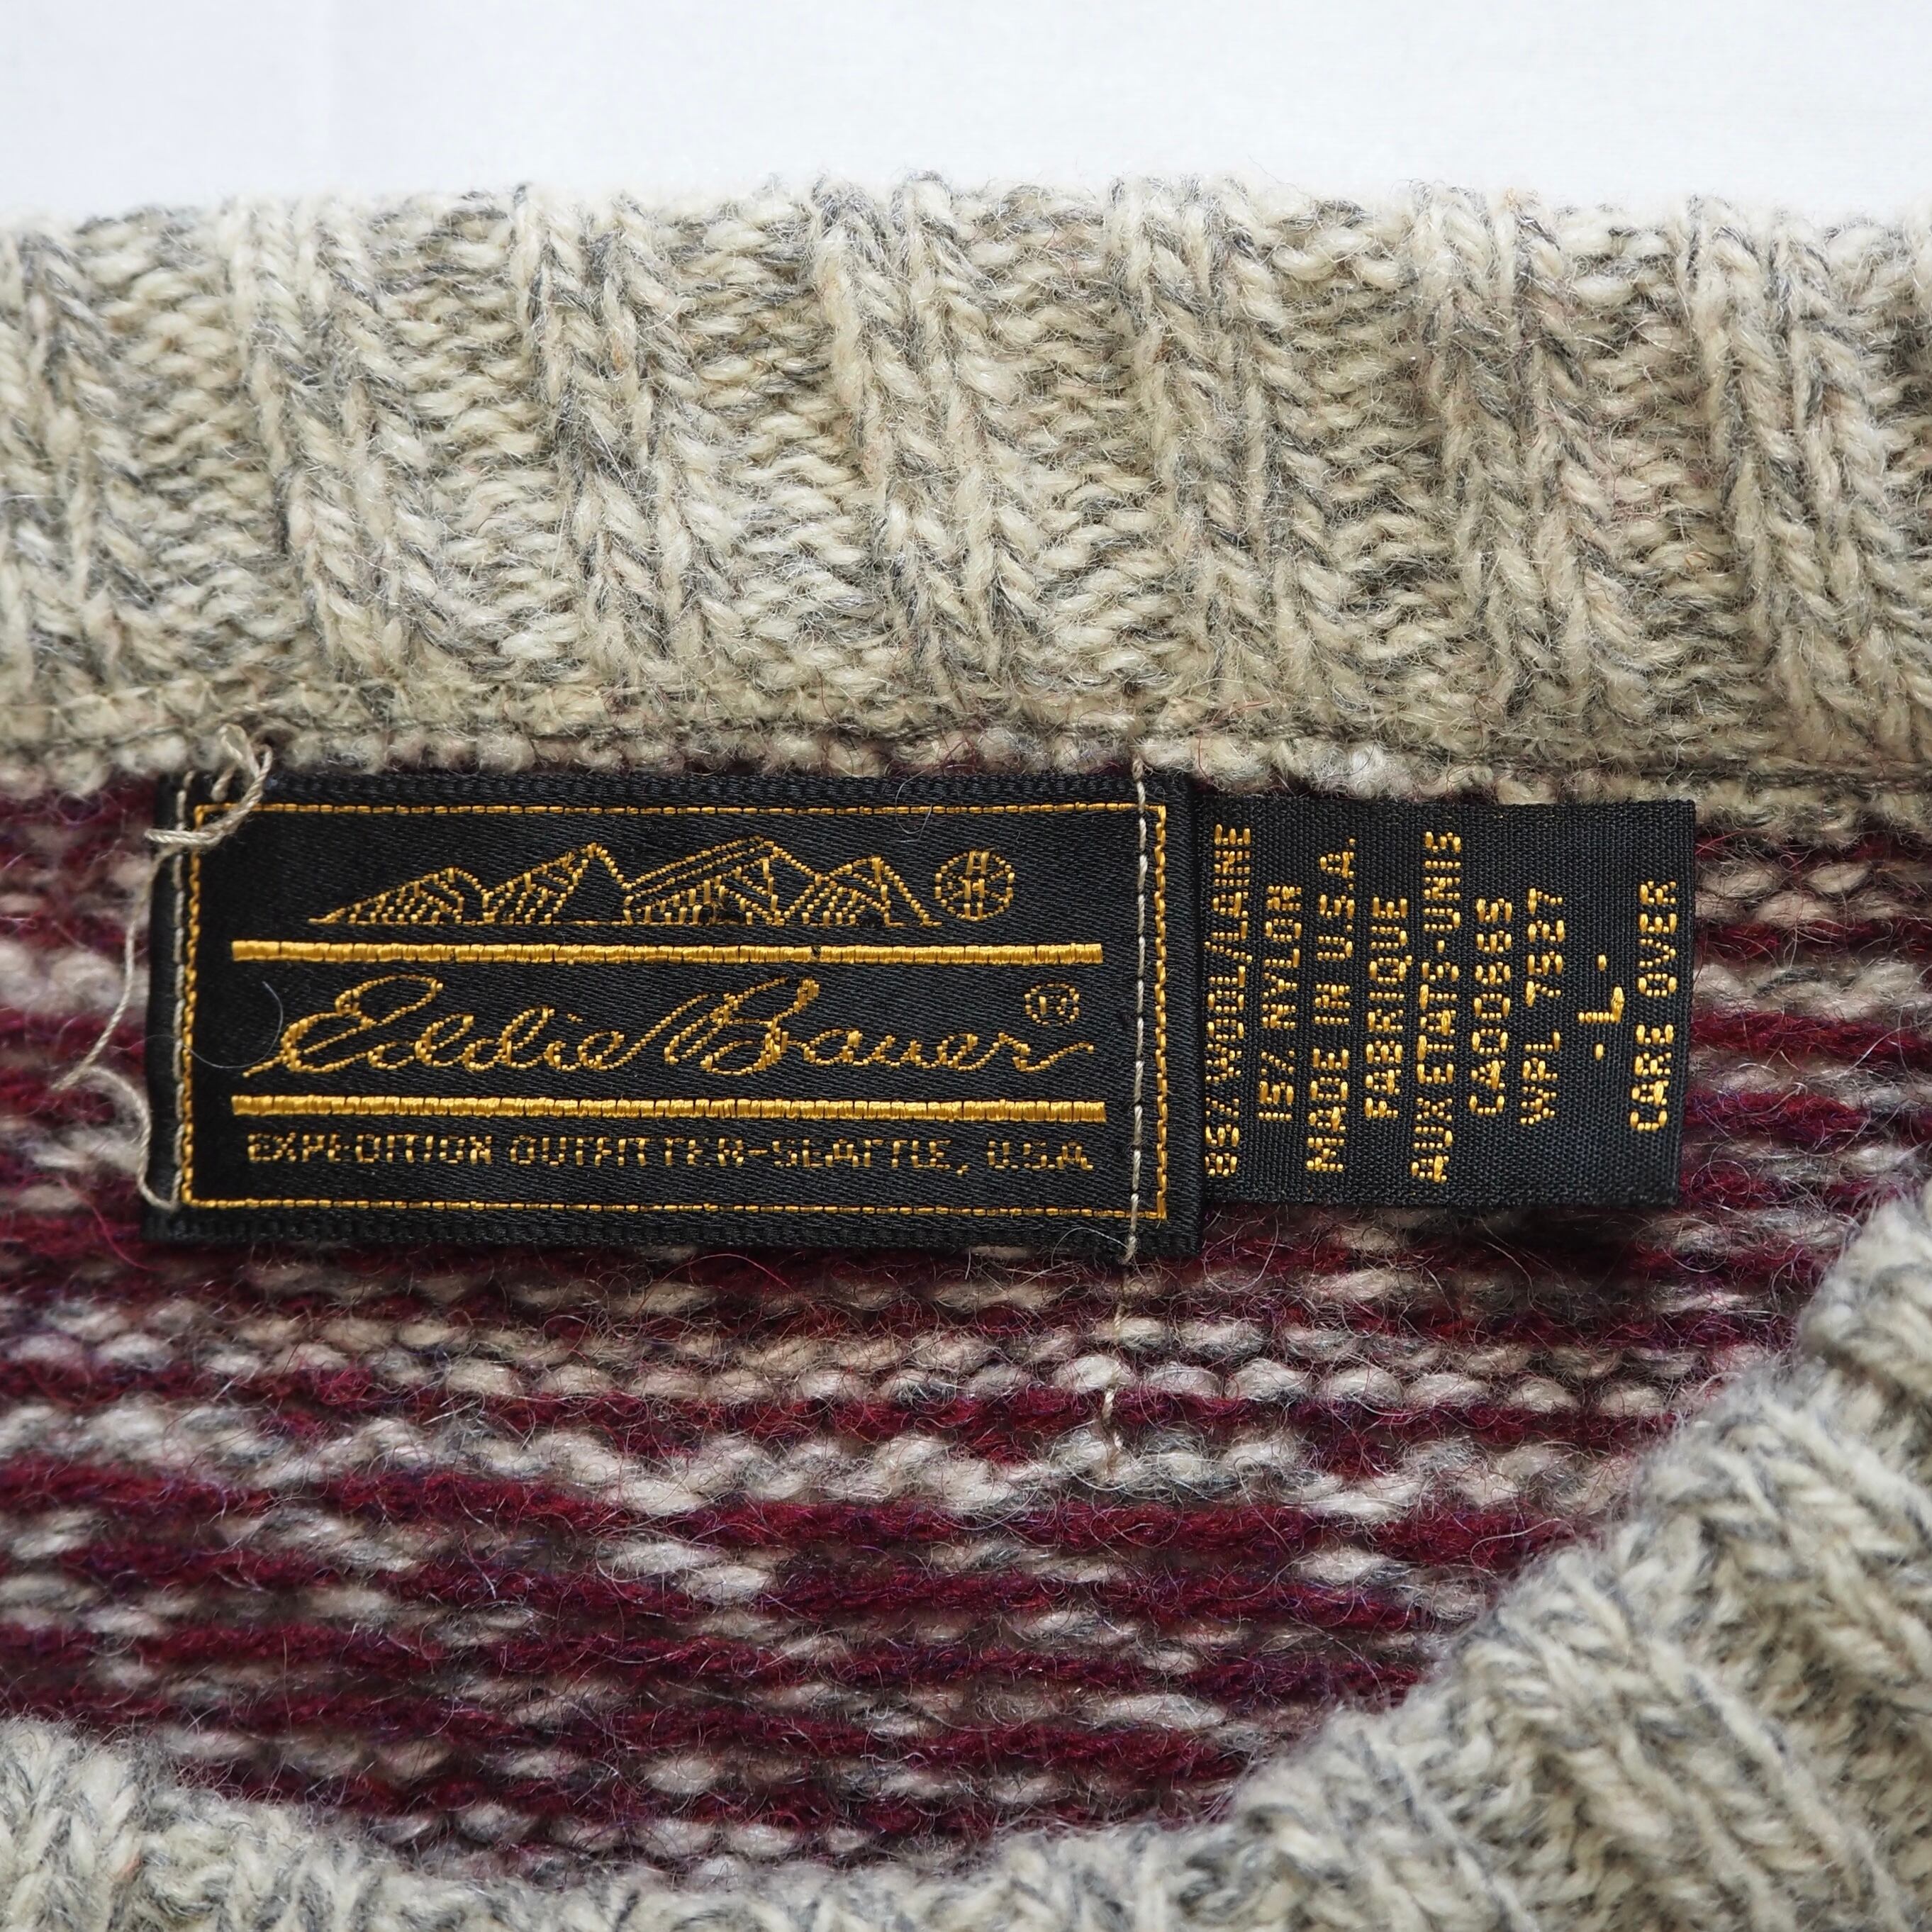 Eddie Bauer ®
EXPEDITION OUTFITTER-SEATTLE, U.S.A.
85% WOOL/LAINE
15% NYLON
MADE IN U.S.A.
FABRIQUE
AUX ETATS-UNIS
CA00655
WPL 7527
-L-
CARE OVER